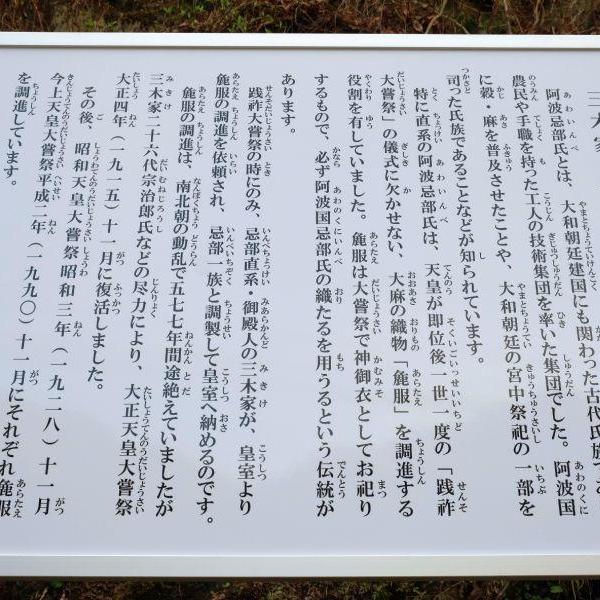 三木家
阿波忌部氏とは、大和朝廷建国にも関わった古代氏族であ
農民や手職を持った工人の技術集団を率いた集団でした。阿波国
に穀・麻を普及させたことや、大和朝廷の宮中祭祀の一部を
司った氏族であることなどが知られています。
特に直系の阿波忌部氏は、天皇が即位後一世一度の「践祚
大嘗祭」の儀式に欠かせない、大麻の織物「麁服」を調進する
役割を有していました。麁服は大嘗祭で神御衣としてお祀り
するもので、必ず阿波国忌部氏の織たるを用うるという伝統が
あります。
践祚大嘗祭の時にのみ、忌部直系・御殿人の三木家が、皇室より
麁服の調進を依頼され、忌部一族と調製して皇室へ納めるのです。
麁服の調進は、南北朝の動乱で五七七年間途絶えていましたが
三木家二十六代宗治郎氏などの尽力により、大正天皇大嘗祭
大正四年（一九一五）十一月に復活しました。
その後、昭和天皇大嘗祭昭和三年（一九二八）十一月
今上天皇大嘗祭平成二年（一九九〇）十一月にそれぞれ麁服
を調進しています。